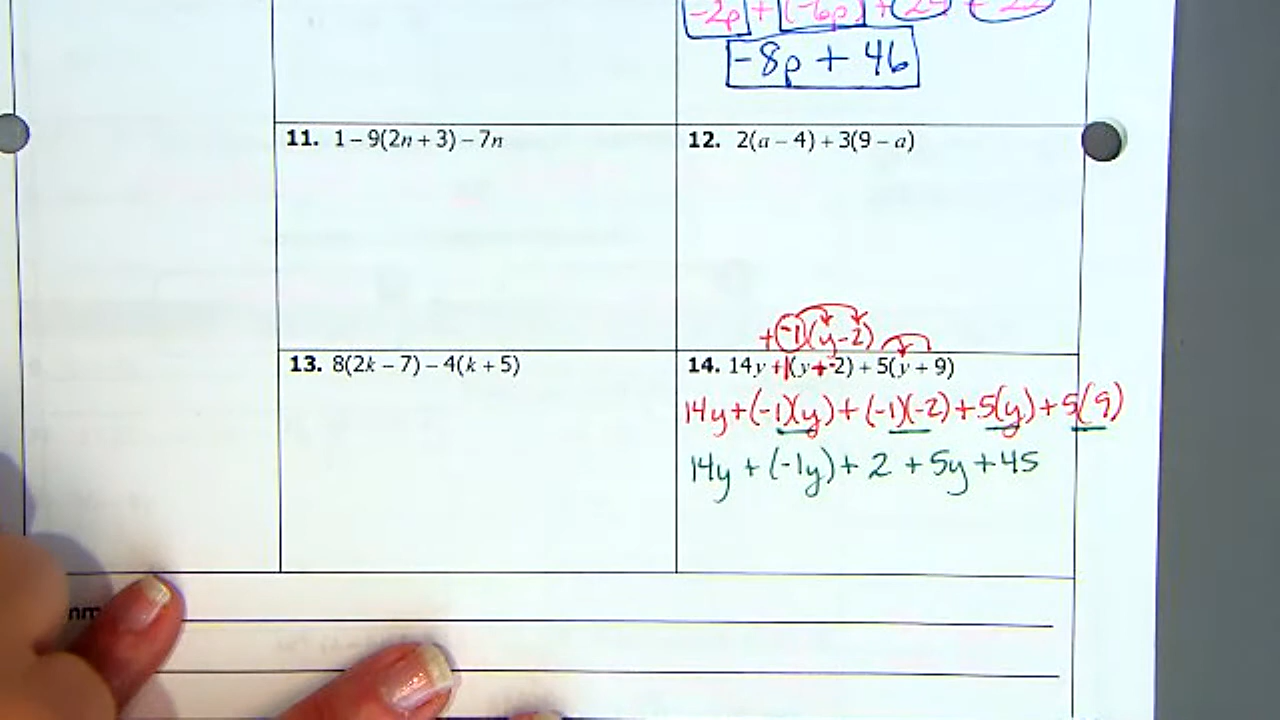 -2p + (-6p) + 24 + 22
-8p + 46
11. 1 – 9(2n + 3) – 7n
12. 2(a – 4) + 3(9 – a)
+ -1(y-2)
13. 8(2k – 7) – 4(k + 5)
14. 14y + (y + -2) + 5(y + 9)
14y+(-1)(y)+(-1)(-2)+5(y)+5(9)
14y + (-1y) + 2 + 5y + 45